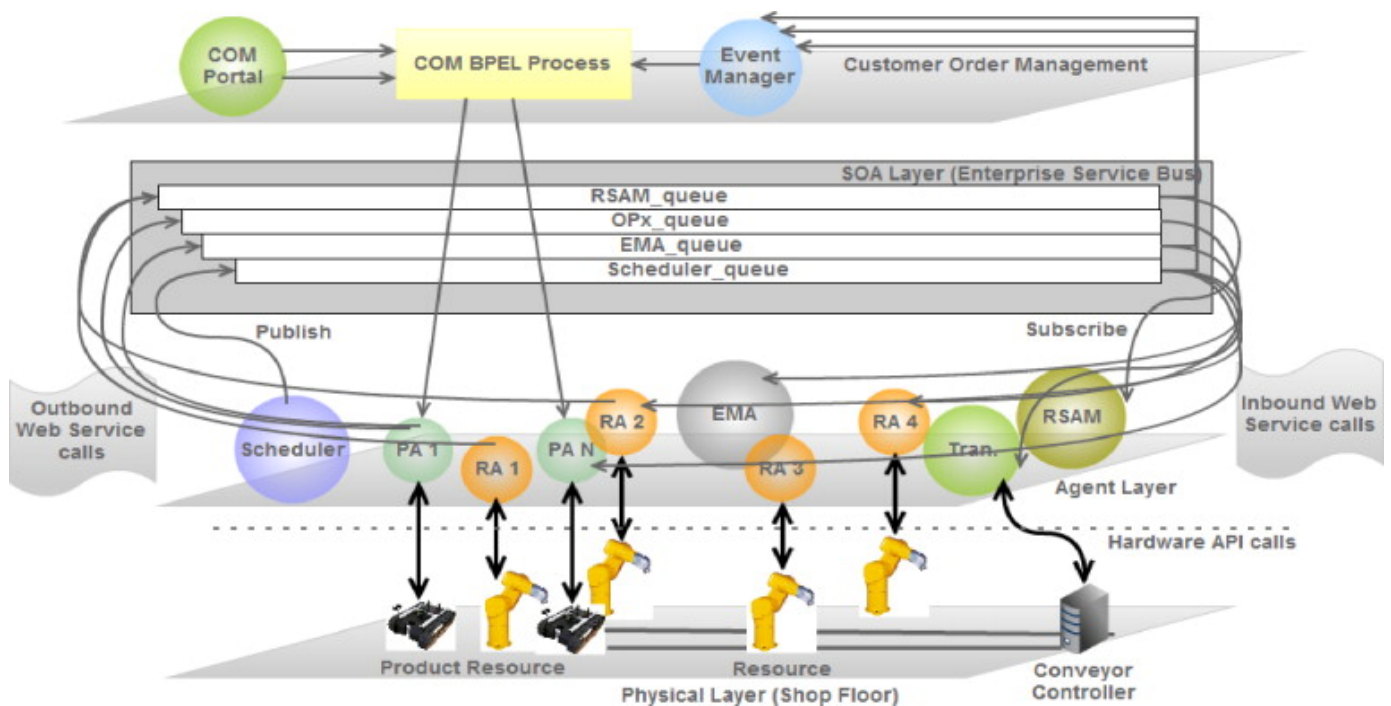 COM
Portal
COM BPEL Process
Event
Manager
Customer Order Management
SOA Layer (Enterprise Service Bus)
RSAM_queue
OPx_queue
EMA_queue
Scheduler_queue
Publish
Subscribe
Outbound
Web Service
calls
Inbound Web
Service calls
Scheduler
PA 1
RA 1
PA N
RA 2
EMA
RA 3
RA 4
Tran.
RSAM
Agent Layer
Hardware API calls
Product Resource
Resource
Conveyor
Controller
Physical Layer (Shop Floor)